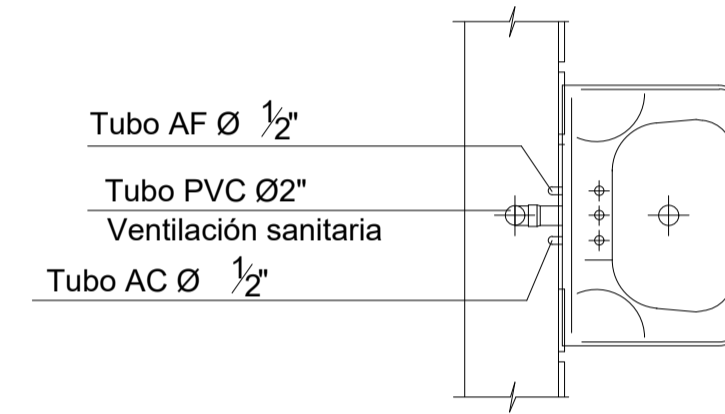 Tubo AF Ø ½"
Tubo PVC Ø2"
Ventilación sanitaria
Tubo AC Ø ½"